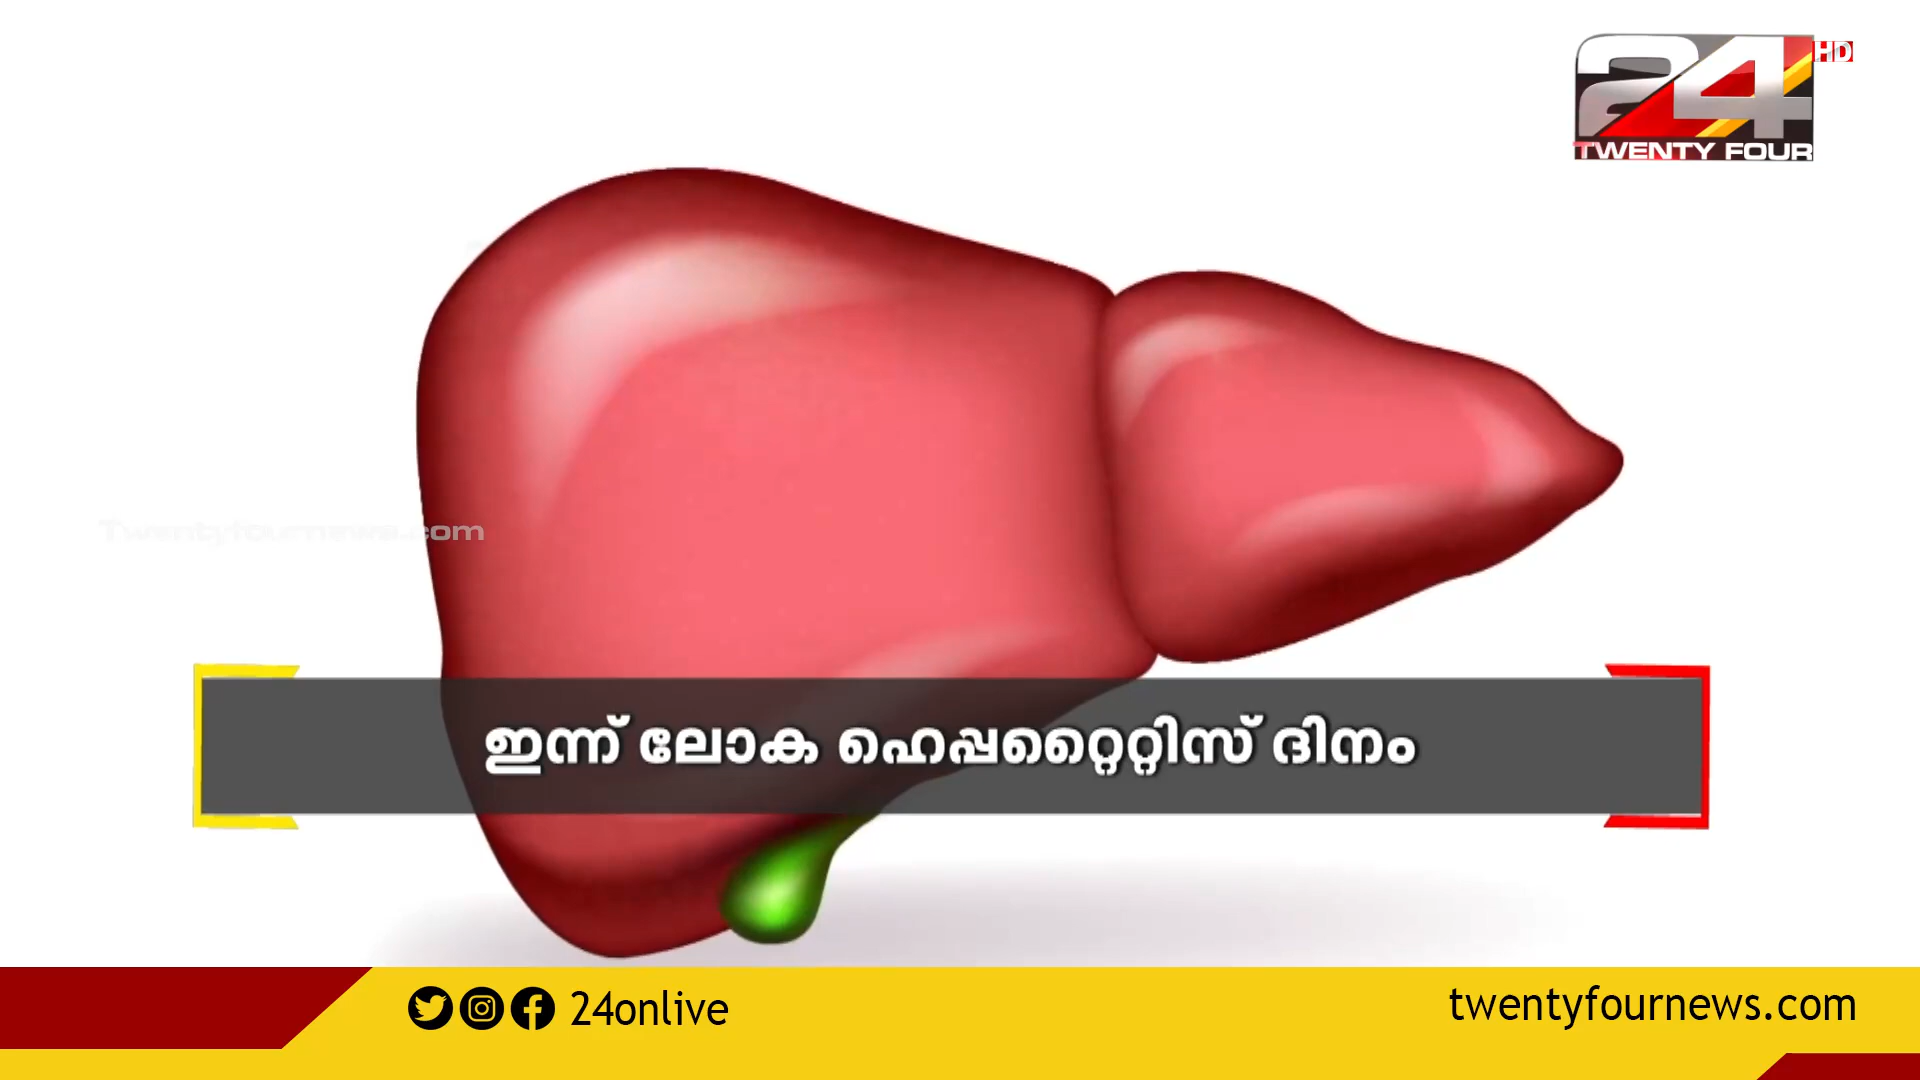 24
HD
TWENTY FOUR
Twentyfournews.com
ഇന്ന് ലോക ഹെപ്പറ്റൈറ്റിസ് ദിനം
24onlive
twentyfournews.com